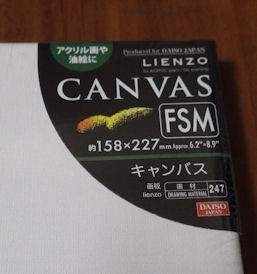 アクリル画や
油絵に
Produced for DAISO JAPAN
LIENZO
for ACRYLIC paint / Oil painting
CANVAS
FSM
約158×227mm Approx. 6.2"×8.9"
キャンバス
画板 画材 247
lienzo DRAWING MATERIAL
DAISO
JAPAN